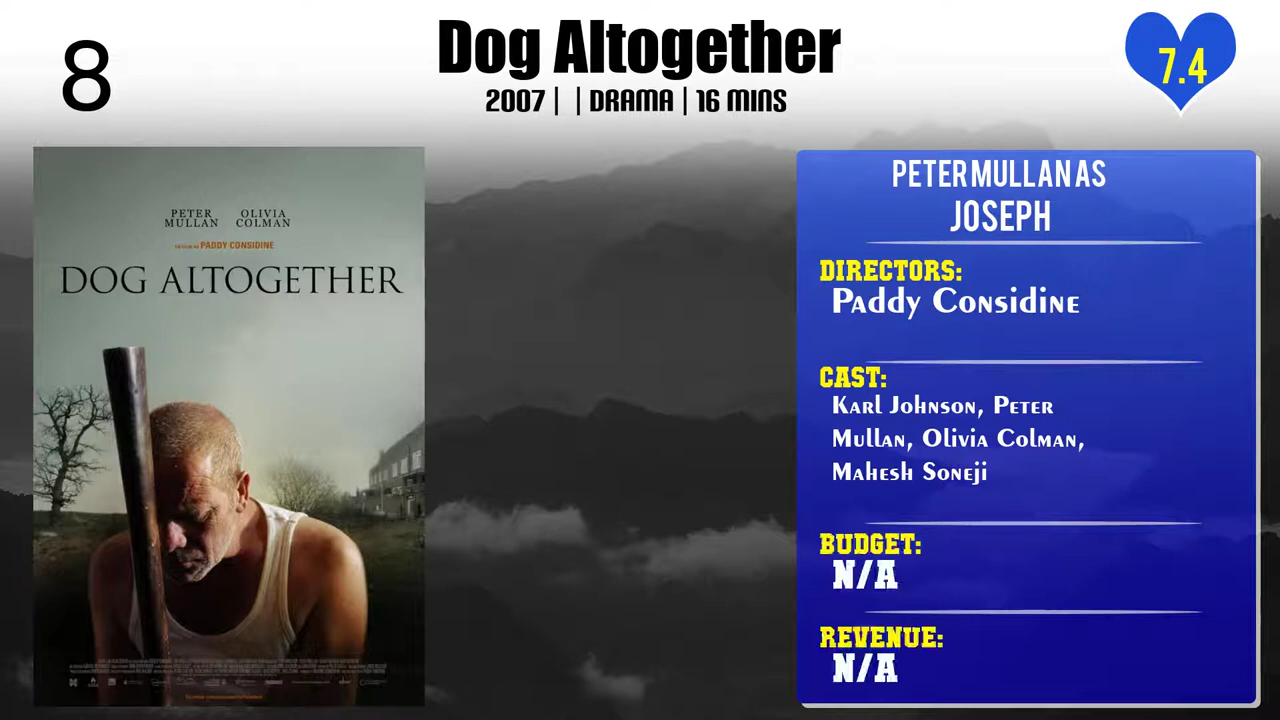 8
Dog Altogether
2007 | | DRAMA | 16 MINS
7.4
PETER MULLAN
OLIVIA COLMAN
PADDY CONSIDINE
DOG ALTOGETHER
PETER MULLAN AS
JOSEPH
DIRECTORS:
Paddy Considine
CAST:
Karl Johnson, Peter
Mullan, Olivia Colman,
Mahesh Soneji
BUDGET:
N/A
REVENUE:
N/A